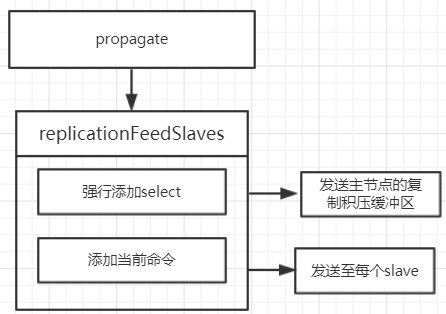 propagate
replicationFeedSlaves
强行添加select
发送主节点的复
制积压缓冲区
添加当前命令
发送至每个slave